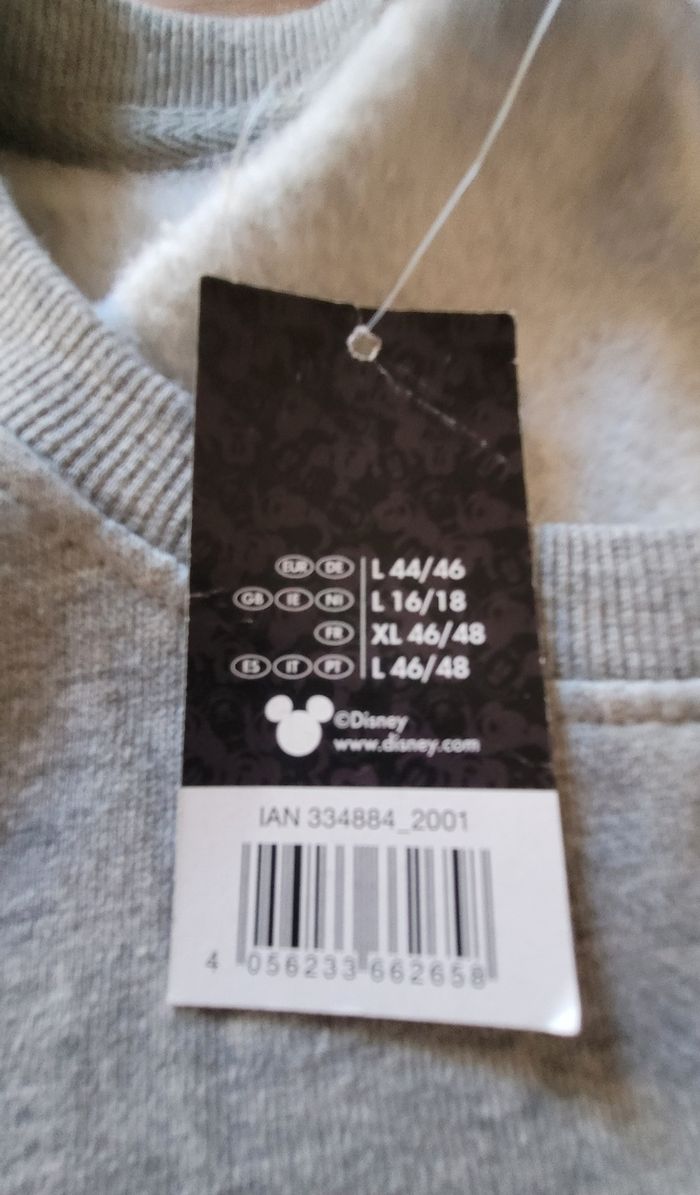 EUR DE L 44/46
GB IE NI L 16/18
FR XL 46/48
ES IT PT L 46/48
©Disney
www.disney.com
IAN 334884_2001
4 056233 662658